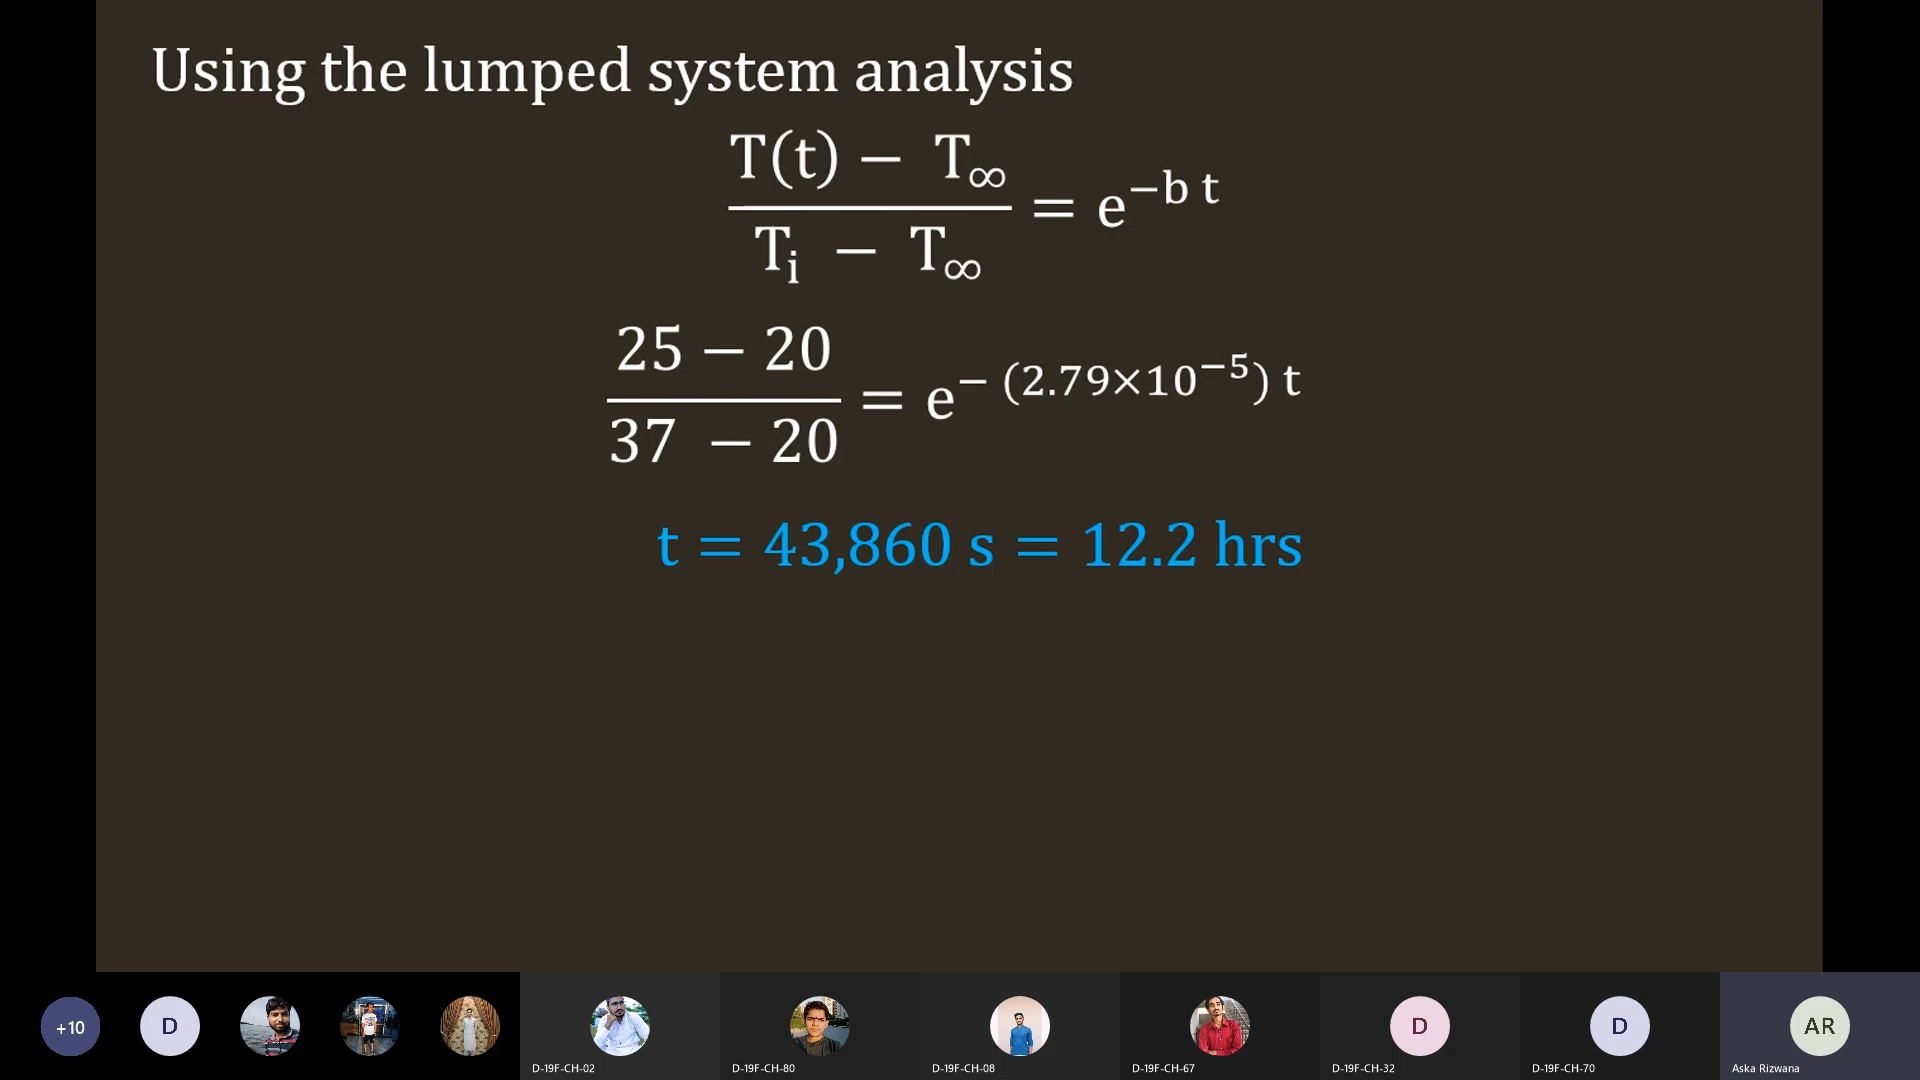 Using the lumped system analysis
T(t) − T∞
Ti − T∞
= e^−b t
25 − 20
37 − 20
= e^− (2.79×10^−5) t
t = 43,860 s = 12.2 hrs
+10
D
D
D
AR
D-19F-CH-02
D-19F-CH-80
D-19F-CH-08
D-19F-CH-67
D-19F-CH-32
D-19F-CH-70
Aska Rizwana